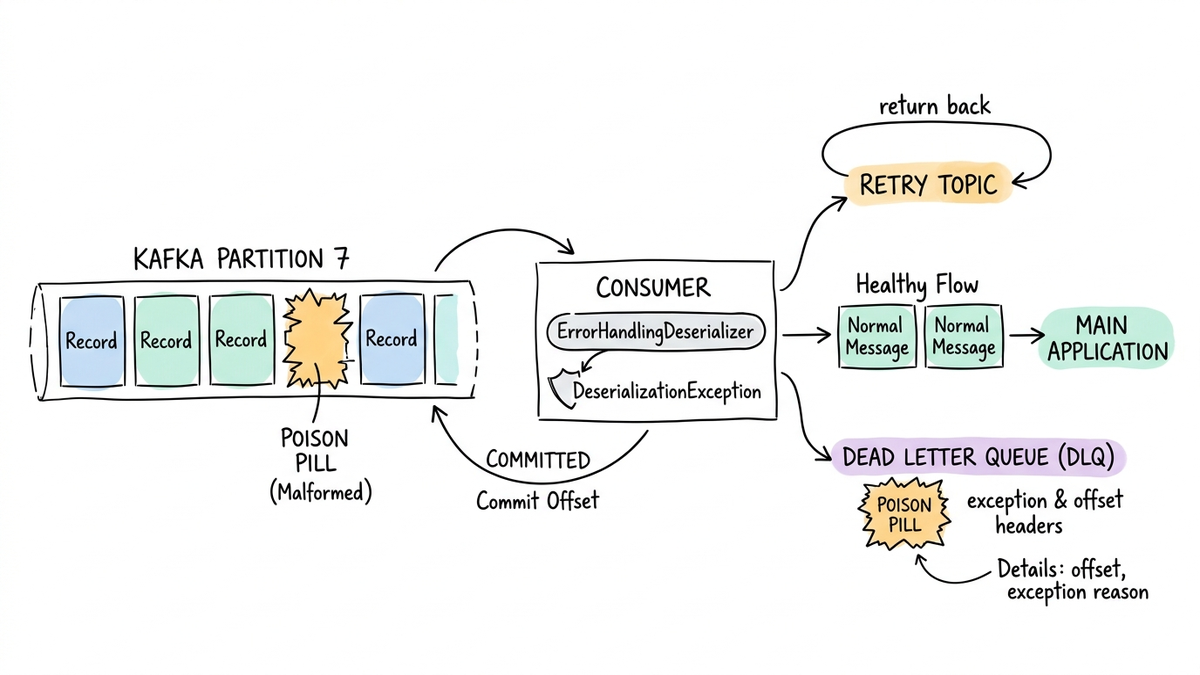 KAFKA PARTITION 7
Record
Record
Record
Record
POISON
PILL
(Malformed)
COMMITTED
Commit Offset
CONSUMER
ErrorHandlingDeserializer
DeserializationException
return back
RETRY TOPIC
Healthy Flow
Normal
Message
Normal
Message
MAIN
APPLICATION
DEAD LETTER QUEUE (DLQ)
POISON
PILL
exception & offset
headers
Details: offset,
exception reason